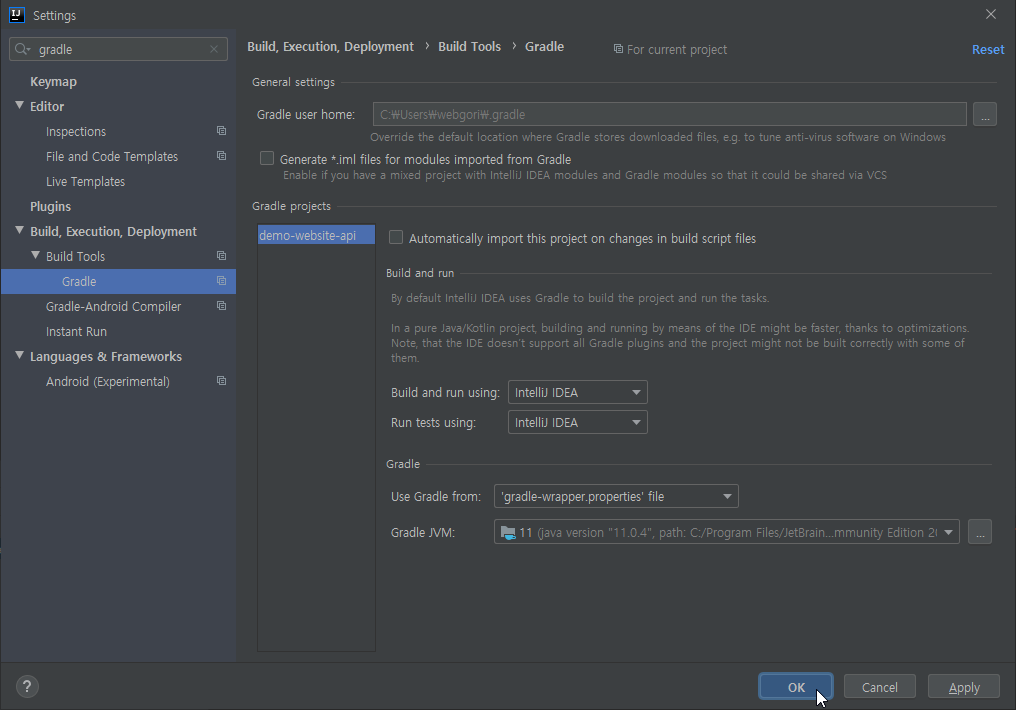 Settings
gradle
Keymap
Editor
Inspections
File and Code Templates
Live Templates
Plugins
Build, Execution, Deployment
Build Tools
Gradle
Gradle-Android Compiler
Instant Run
Languages & Frameworks
Android (Experimental)
Build, Execution, Deployment › Build Tools › Gradle
For current project
Reset
General settings
Gradle user home: C:₩Users₩webgori₩.gradle ...
Override the default location where Gradle stores downloaded files, e.g. to tune anti-virus software on Windows
Generate *.iml files for modules imported from Gradle
Enable if you have a mixed project with IntelliJ IDEA modules and Gradle modules so that it could be shared via VCS
Gradle projects
demo-website-api
Automatically import this project on changes in build script files
Build and run
By default IntelliJ IDEA uses Gradle to build the project and run the tasks.
In a pure Java/Kotlin project, building and running by means of the IDE might be faster, thanks to optimizations.
Note, that the IDE doesn't support all Gradle plugins and the project might not be built correctly with some of
them.
Build and run using: IntelliJ IDEA
Run tests using: IntelliJ IDEA
Gradle
Use Gradle from: 'gradle-wrapper.properties' file
Gradle JVM: 11 (java version "11.0.4", path: C:/Program Files/JetBrain...mmunity Edition 20 ...
?
OK
Cancel
Apply